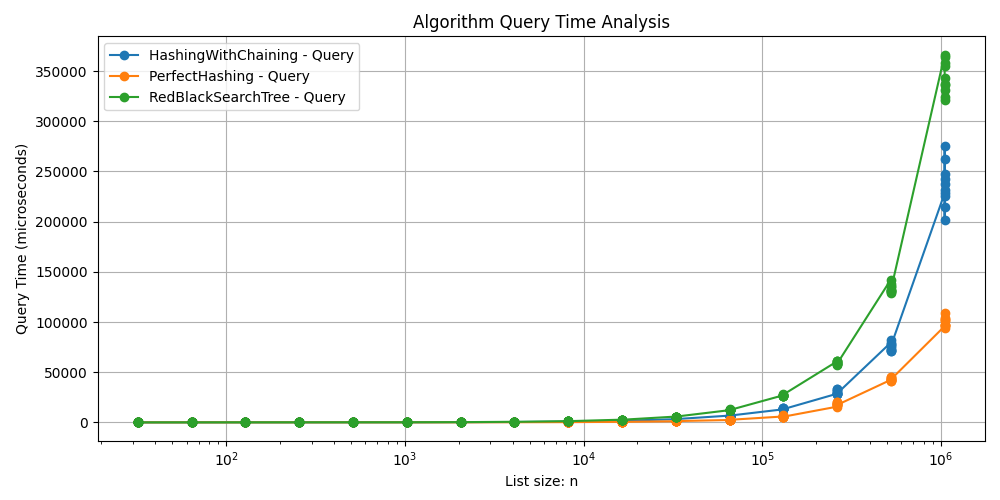 Algorithm Query Time Analysis
HashingWithChaining - Query
PerfectHashing - Query
RedBlackSearchTree - Query
Query Time (microseconds)
350000
300000
250000
200000
150000
100000
50000
0
10²
10³
10⁴
10⁵
10⁶
List size: n